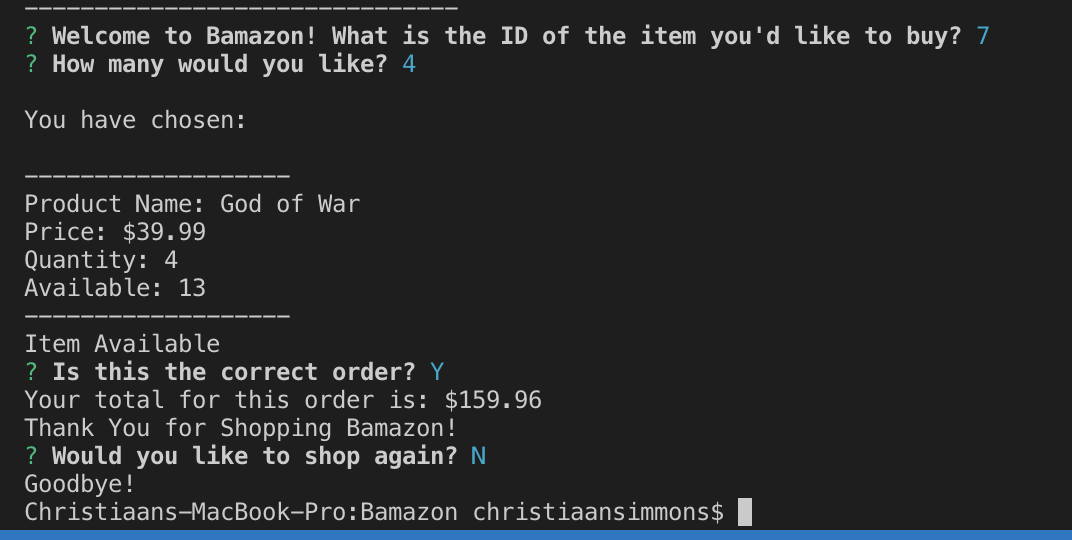 -------------------------------
? Welcome to Bamazon! What is the ID of the item you'd like to buy? 7
? How many would you like? 4
You have chosen:
-------------------
Product Name: God of War
Price: $39.99
Quantity: 4
Available: 13
-------------------
Item Available
? Is this the correct order? Y
Your total for this order is: $159.96
Thank You for Shopping Bamazon!
? Would you like to shop again? N
Goodbye!
Christiaans-MacBook-Pro:Bamazon christiaansimmons$